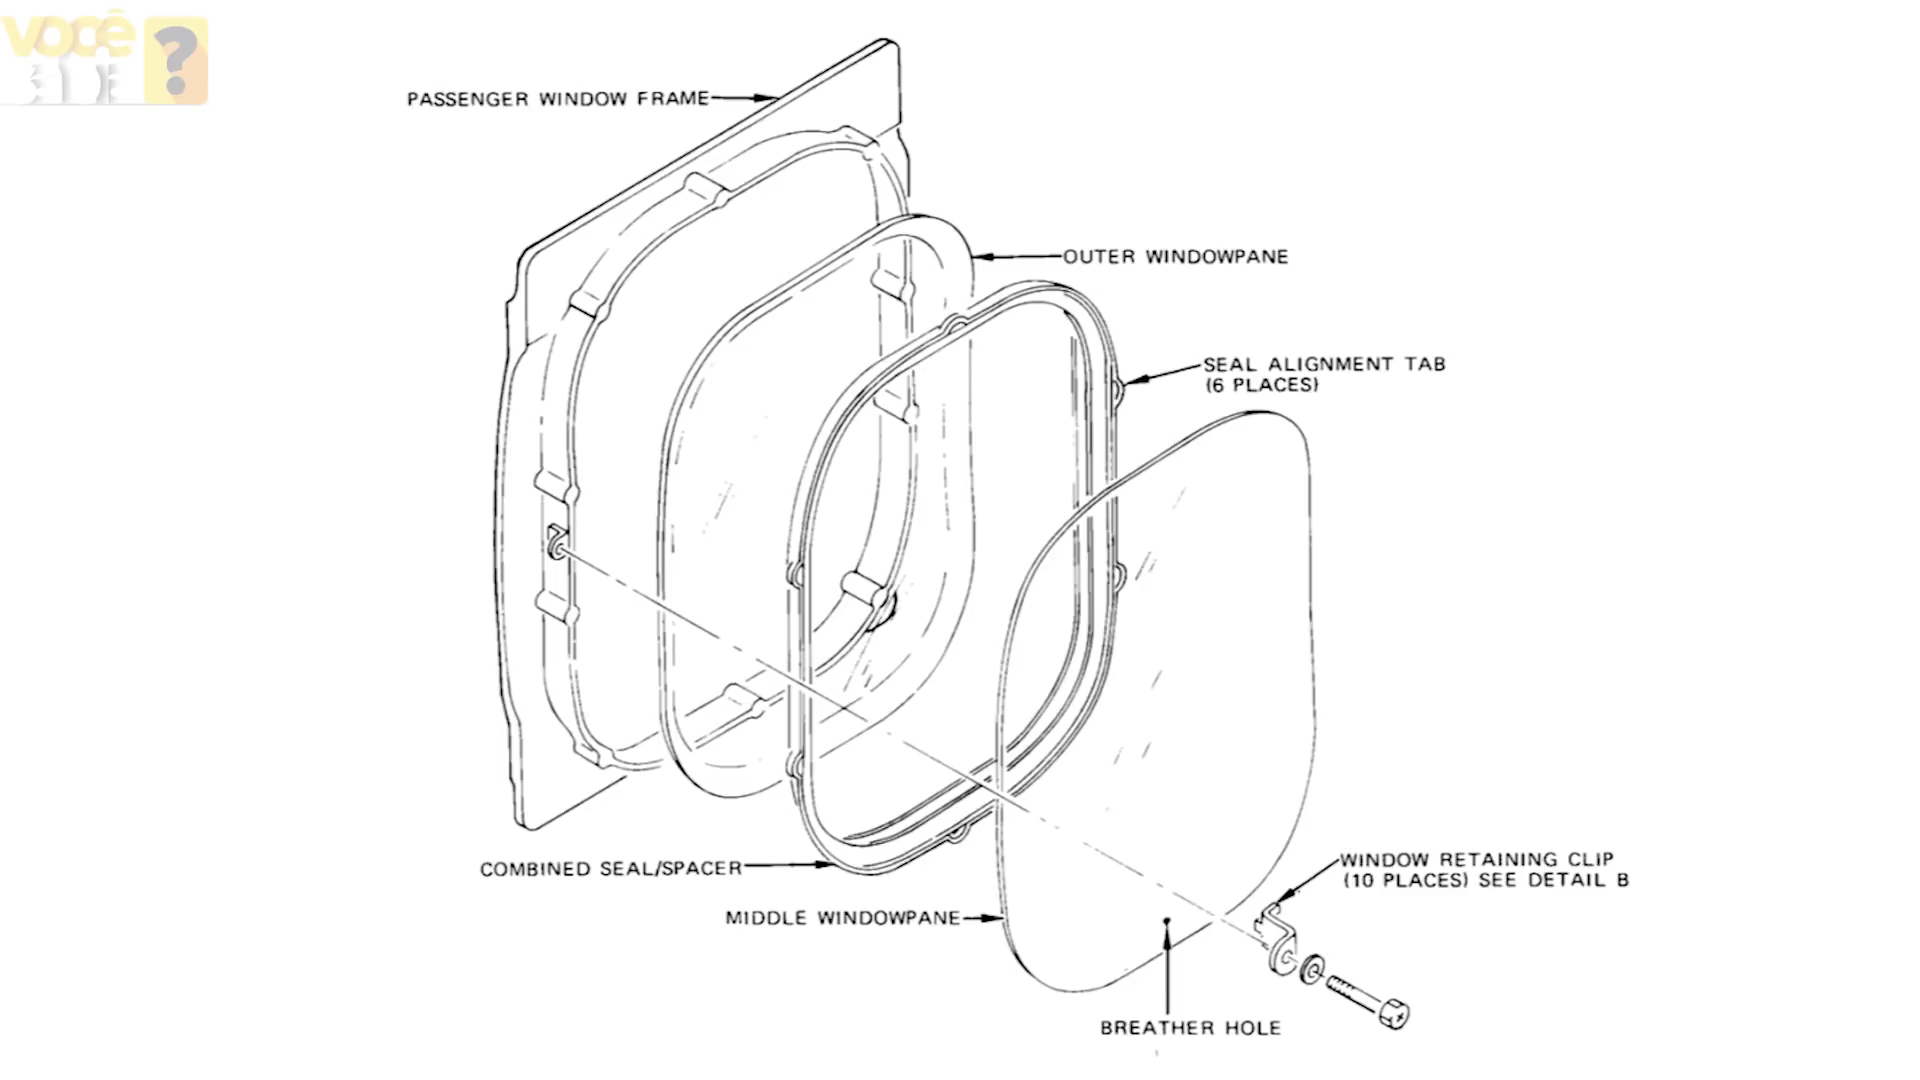 VOCÊ
?
PASSENGER WINDOW FRAME
OUTER WINDOWPANE
SEAL ALIGNMENT TAB
(6 PLACES)
COMBINED SEAL/SPACER
MIDDLE WINDOWPANE
WINDOW RETAINING CLIP
(10 PLACES) SEE DETAIL B
BREATHER HOLE